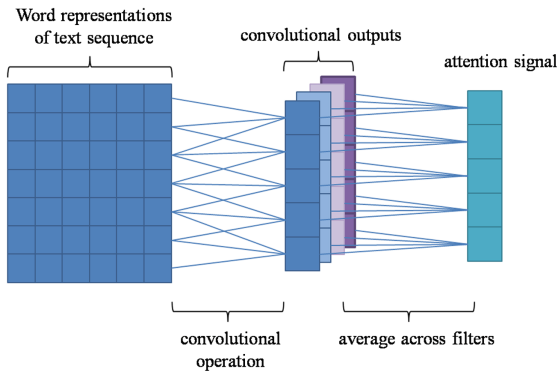 Word representations
of text sequence
convolutional outputs
attention signal
convolutional
operation
average across filters